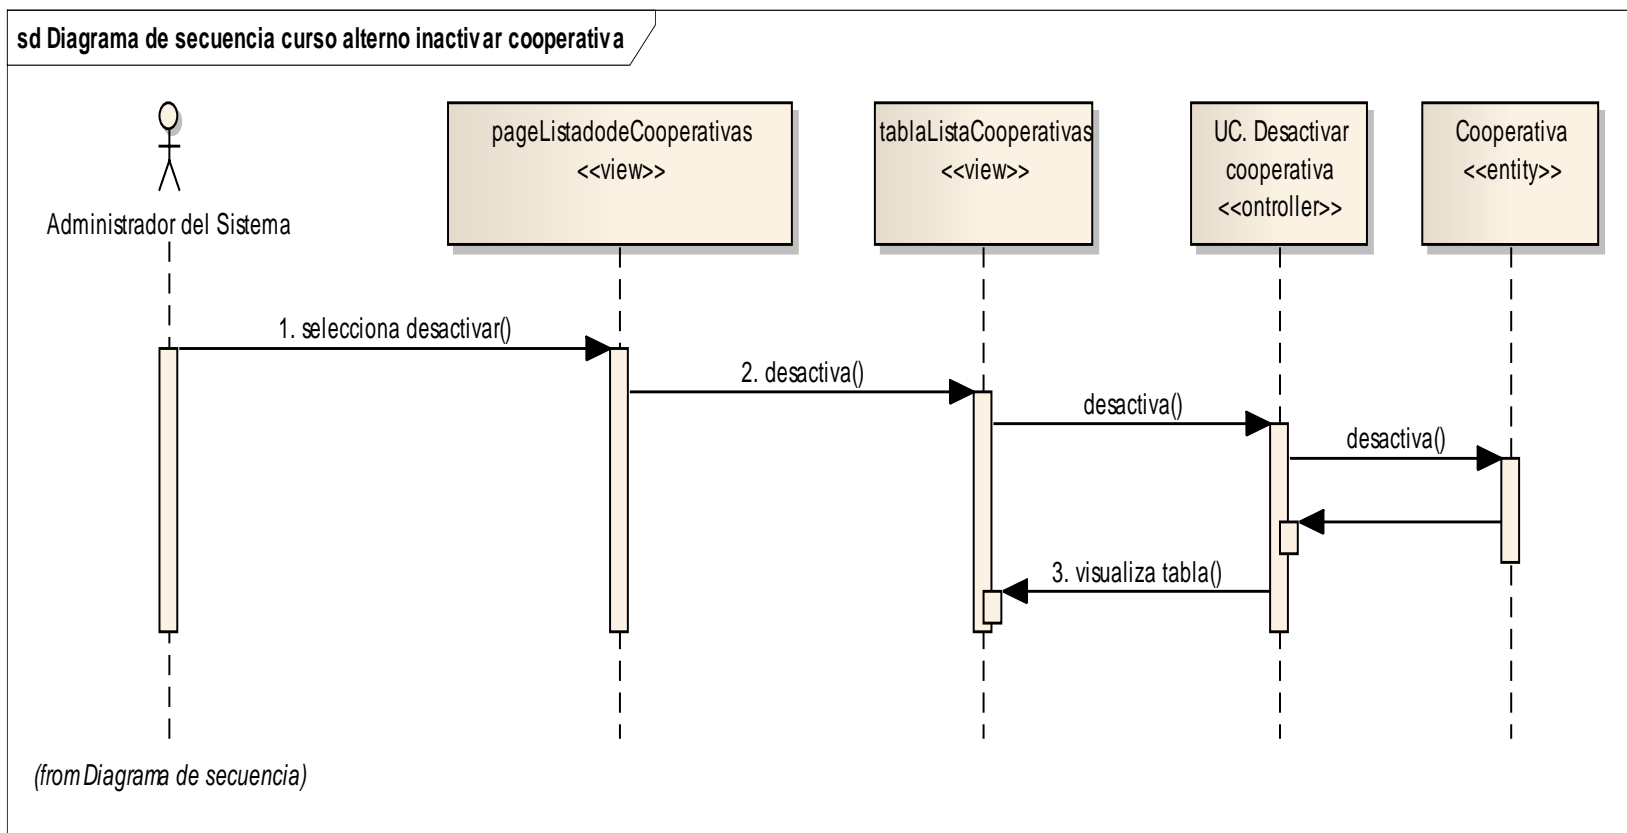 sd Diagrama de secuencia curso alterno inactivar cooperativa
Administrador del Sistema
pageListadodeCooperativas
<<view>>
tablaListaCooperativas
<<view>>
UC. Desactivar
cooperativa
<<ontroller>>
Cooperativa
<<entity>>
1. selecciona desactivar()
2. desactiva()
desactiva()
desactiva()
3. visualiza tabla()
(from Diagrama de secuencia)